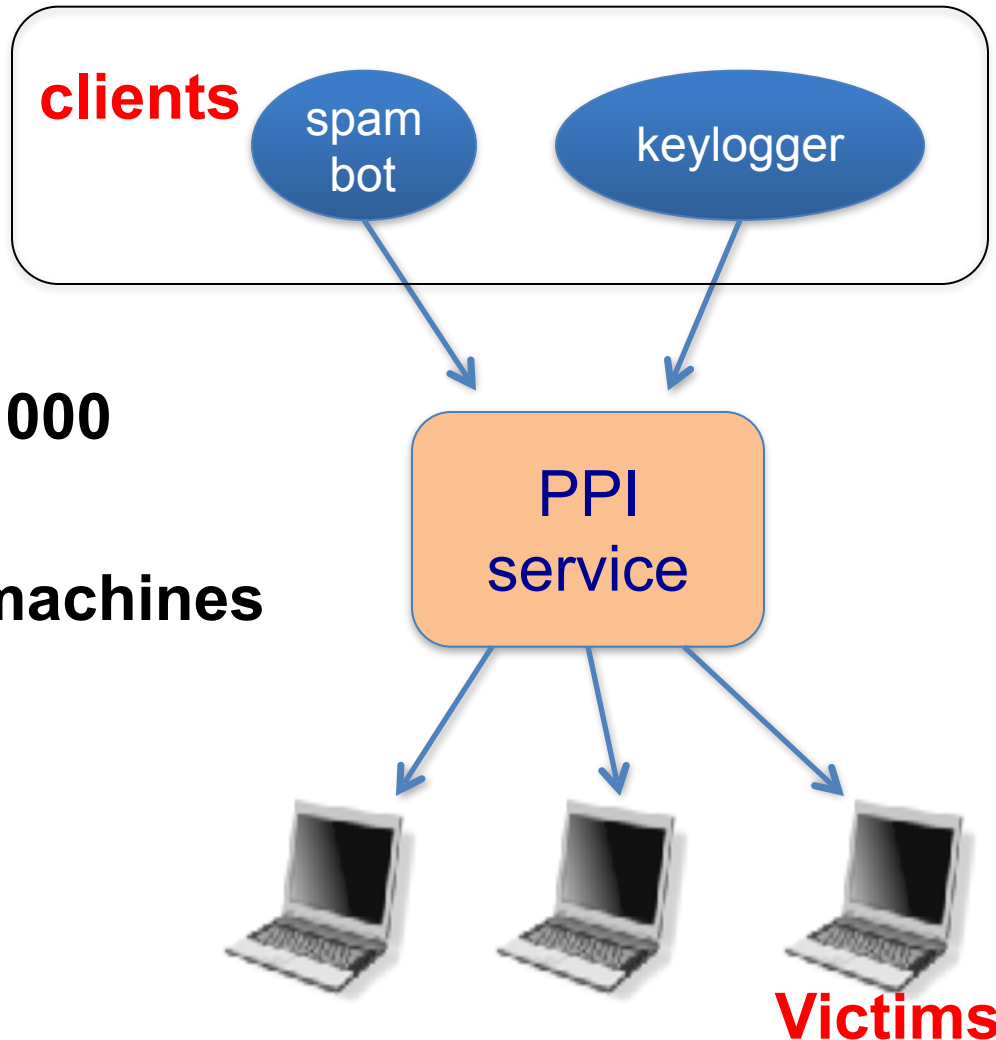 clients
spam
bot
keylogger
000
PPI
service
machines
Victims